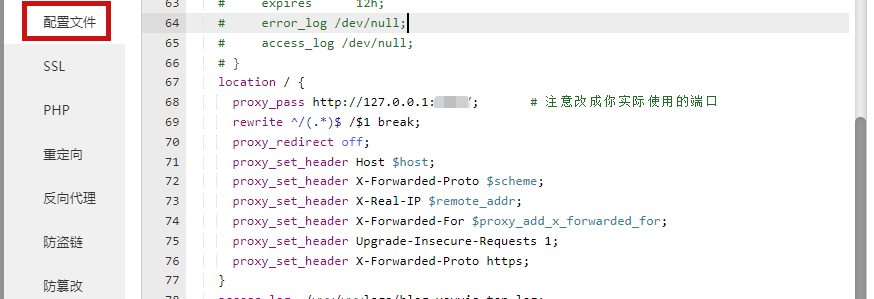 配置文件
SSL
PHP
重定向
反向代理
防盗链
防篡改
63 # expires 12h;
64 # error_log /dev/null;
65 # access_log /dev/null;
66 # }
67 location / {
68 proxy_pass http://127.0.0.1: /; # 注意改成你实际使用的端口
69 rewrite ^/(.*)$ /$1 break;
70 proxy_redirect off;
71 proxy_set_header Host $host;
72 proxy_set_header X-Forwarded-Proto $scheme;
73 proxy_set_header X-Real-IP $remote_addr;
74 proxy_set_header X-Forwarded-For $proxy_add_x_forwarded_for;
75 proxy_set_header Upgrade-Insecure-Requests 1;
76 proxy_set_header X-Forwarded-Proto https;
77 }